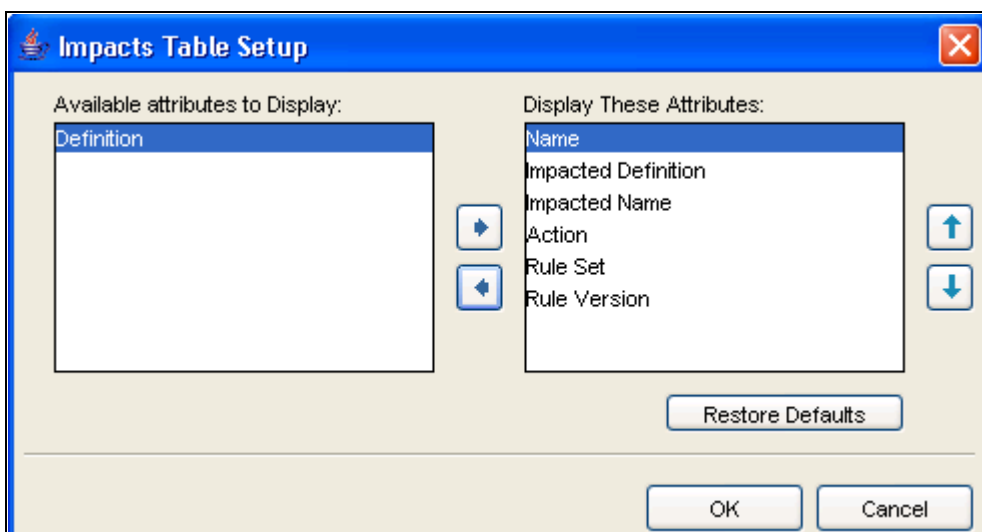 Impacts Table Setup
Available attributes to Display:
Definition
Display These Attributes:
Name
Impacted Definition
Impacted Name
Action
Rule Set
Rule Version
Restore Defaults
OK
Cancel